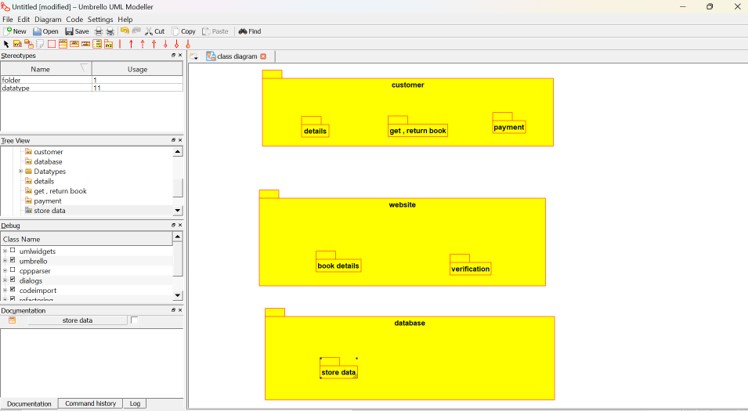 Untitled [modified] – Umbrello UML Modeller
File Edit Diagram Code Settings Help
New Open Save Cut Copy Paste Find
Stereotypes
Name Usage
folder 1
datatype 11
Tree View
customer
database
Datatypes
details
get , return book
payment
store data
Debug
Class Name
umlwidgets
umbrello
cppparser
dialogs
codeimport
refactoring
Documentation
store data
Documentation Command history Log
class diagram
customer
details
get , return book
payment
website
book details
verification
database
store data